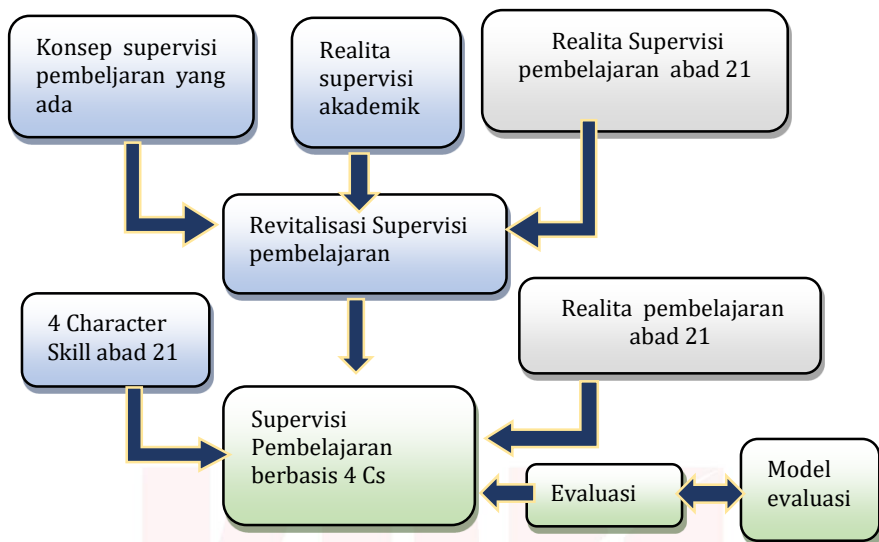 Konsep supervisi
pembeljaran yang
ada
Realita
supervisi
akademik
Realita Supervisi
pembelajaran abad 21
Revitalisasi Supervisi
pembelajaran
4 Character
Skill abad 21
Realita pembelajaran
abad 21
Supervisi
Pembelajaran
berbasis 4 Cs
Evaluasi
Model
evaluasi